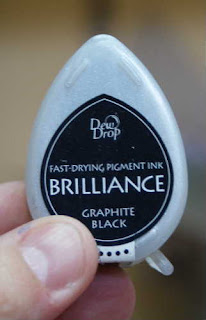 Dew
Drop
FAST-DRYING PIGMENT INK
BRILLIANCE
GRAPHITE
BLACK